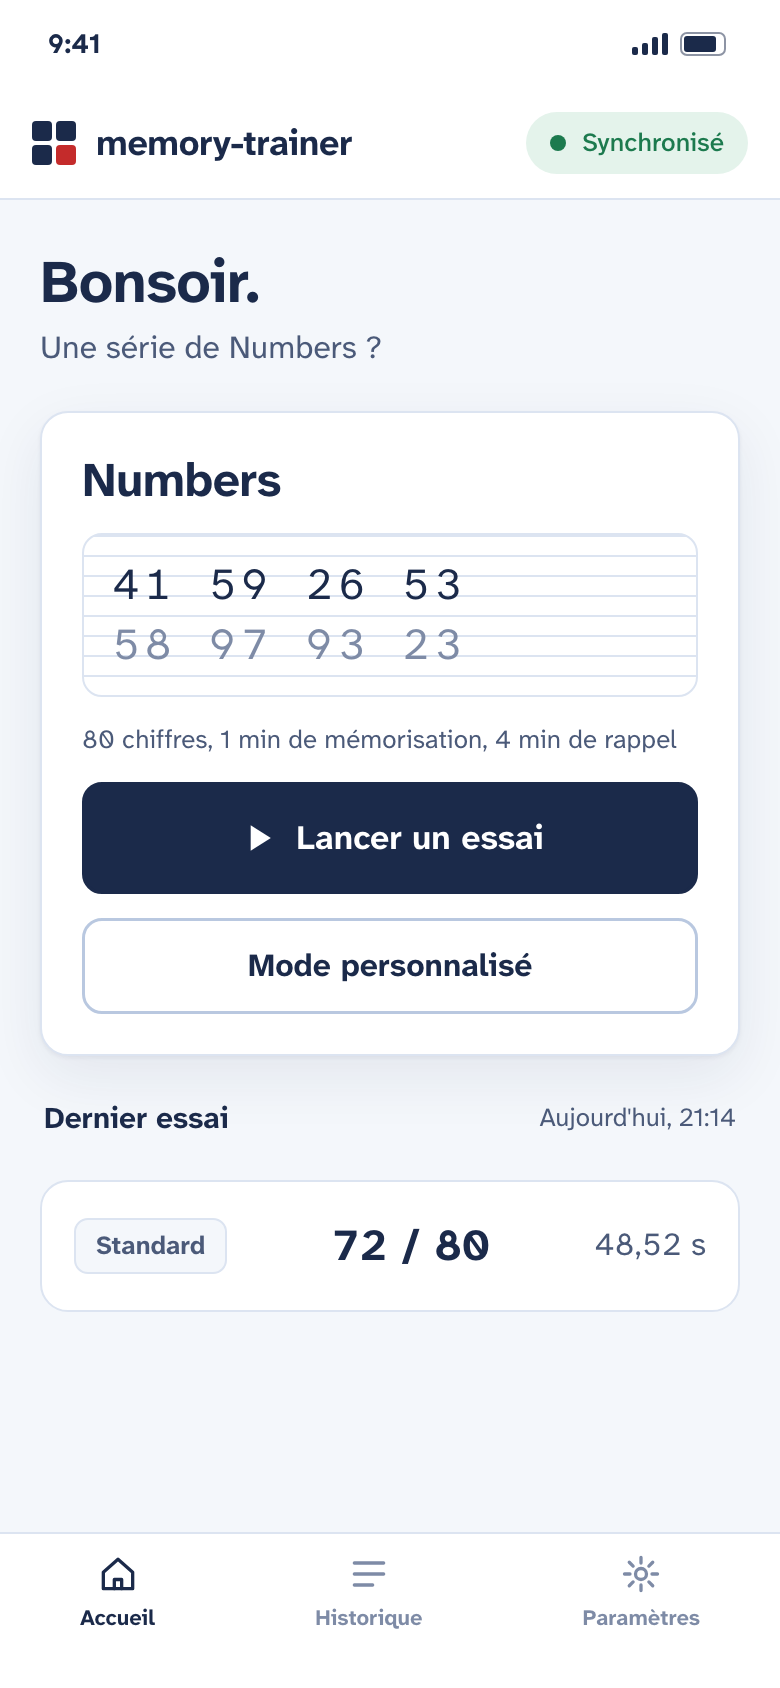 9:41
memory-trainer
Synchronisé
Bonsoir.
Une série de Numbers ?
Numbers
41 59 26 53
58 97 93 23
80 chiffres, 1 min de mémorisation, 4 min de rappel
Lancer un essai
Mode personnalisé
Dernier essai
Aujourd'hui, 21:14
Standard
72 / 80
48,52 s
Accueil
Historique
Paramètres